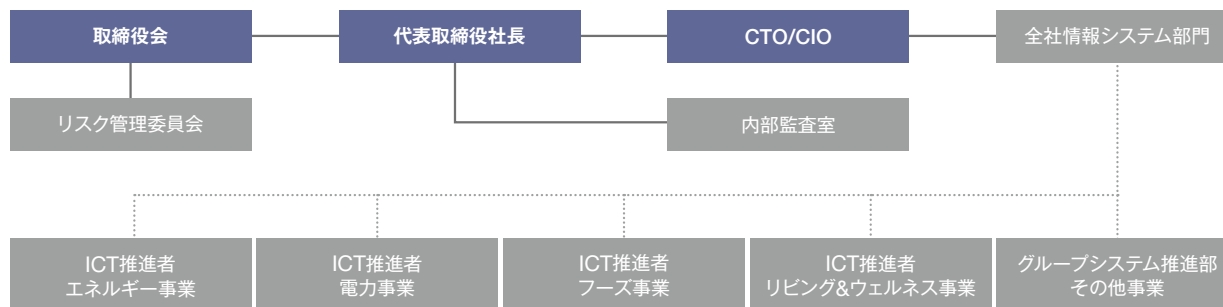 取締役会
代表取締役社長
CTO/CIO
全社情報システム部門
リスク管理委員会
内部監査室
ICT推進者
エネルギー事業
ICT推進者
電力事業
ICT推進者
フーズ事業
ICT推進者
リビング&ウェルネス事業
グループシステム推進部
その他事業